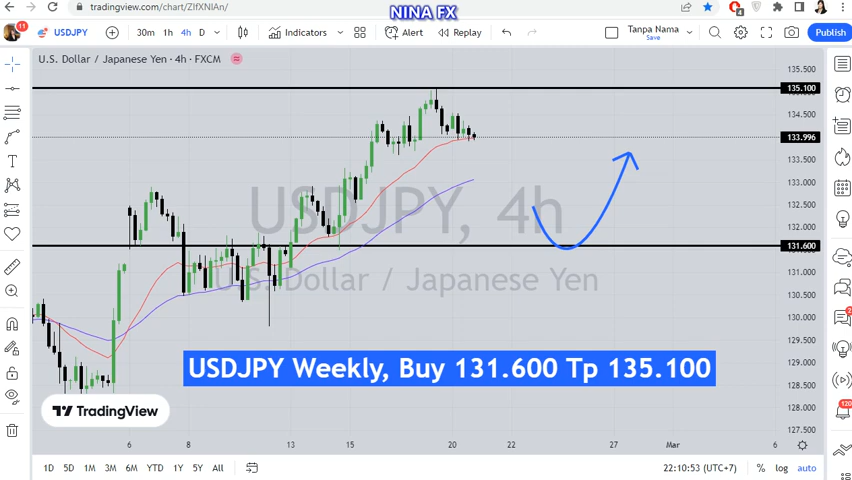 NINA FX
tradingview.com/chart/ZIfXNIAn/
11
USDJPY
30m 1h 4h D
Indicators
Alert
Replay
Tanpa Nama
Save
Publish
U.S. Dollar / Japanese Yen · 4h · FXCM
135.500
135.100
134.500
133.996
133.500
133.000
132.500
132.000
131.600
131.000
130.500
130.000
129.500
129.000
128.500
128.000
127.500
USDJPY, 4h
U.S. Dollar / Japanese Yen
USDJPY Weekly, Buy 131.600 Tp 135.100
TradingView
6 8 13 15 20 22 27 Mar 6
1D 5D 1M 3M 6M YTD 1Y 5Y All
22:10:53 (UTC+7)
% log auto
120